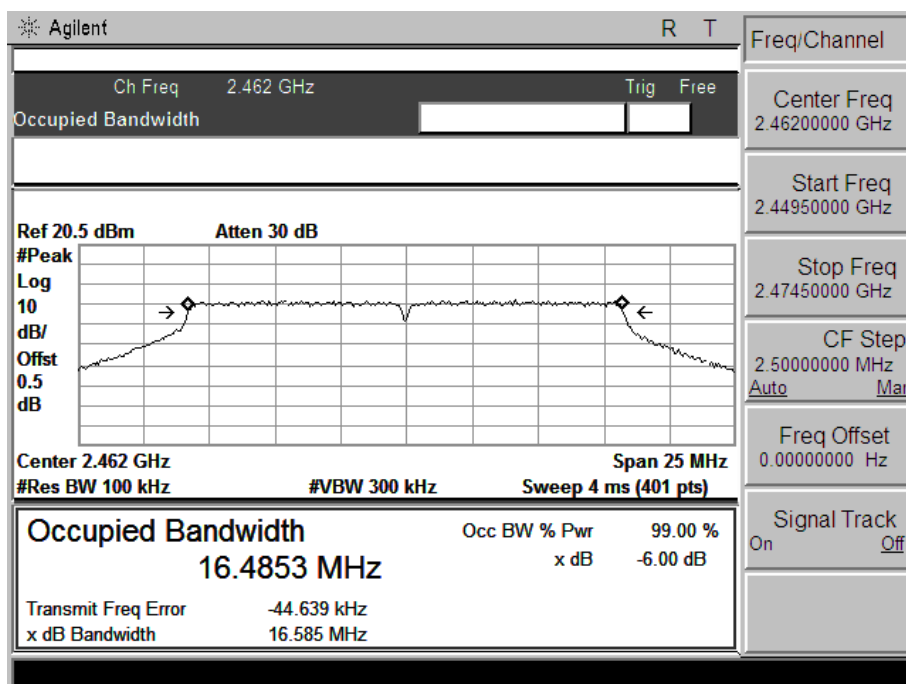 Agilent R T
Ch Freq 2.462 GHz Trig Free
Occupied Bandwidth
Ref 20.5 dBm Atten 30 dB
#Peak
Log
10
dB/
Offst
0.5
dB
Center 2.462 GHz Span 25 MHz
#Res BW 100 kHz #VBW 300 kHz Sweep 4 ms (401 pts)
Occupied Bandwidth Occ BW % Pwr 99.00 %
16.4853 MHz x dB -6.00 dB
Transmit Freq Error -44.639 kHz
x dB Bandwidth 16.585 MHz
Freq/Channel
Center Freq
2.46200000 GHz
Start Freq
2.44950000 GHz
Stop Freq
2.47450000 GHz
CF Step
2.50000000 MHz
Auto Mar
Freq Offset
0.00000000 Hz
Signal Track
On Off